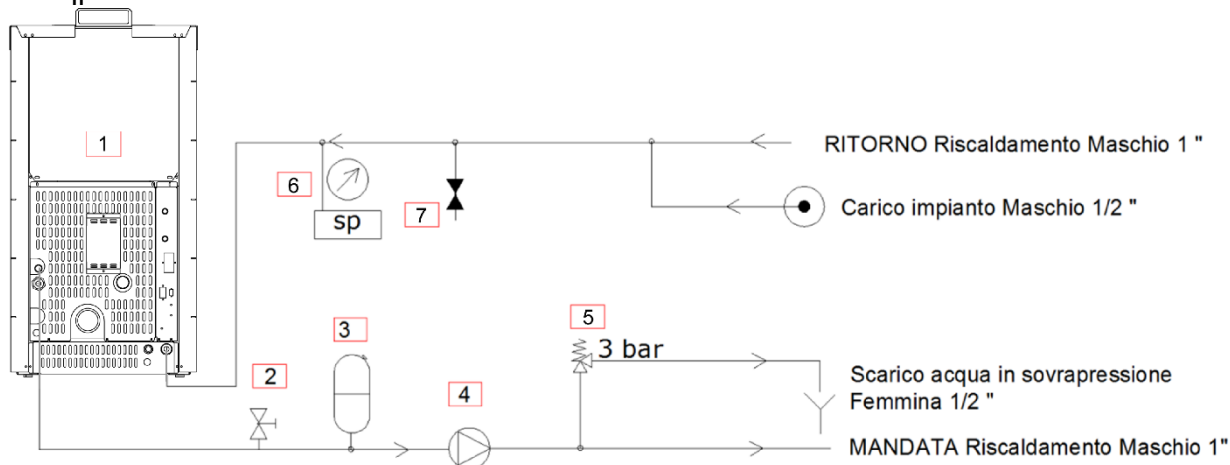 1
RITORNO Riscaldamento Maschio 1 "
6
7
sp
Carico impianto Maschio 1/2 "
3
5
3 bar
2
4
Scarico acqua in sovrapressione
Femmina 1/2 "
MANDATA Riscaldamento Maschio 1"